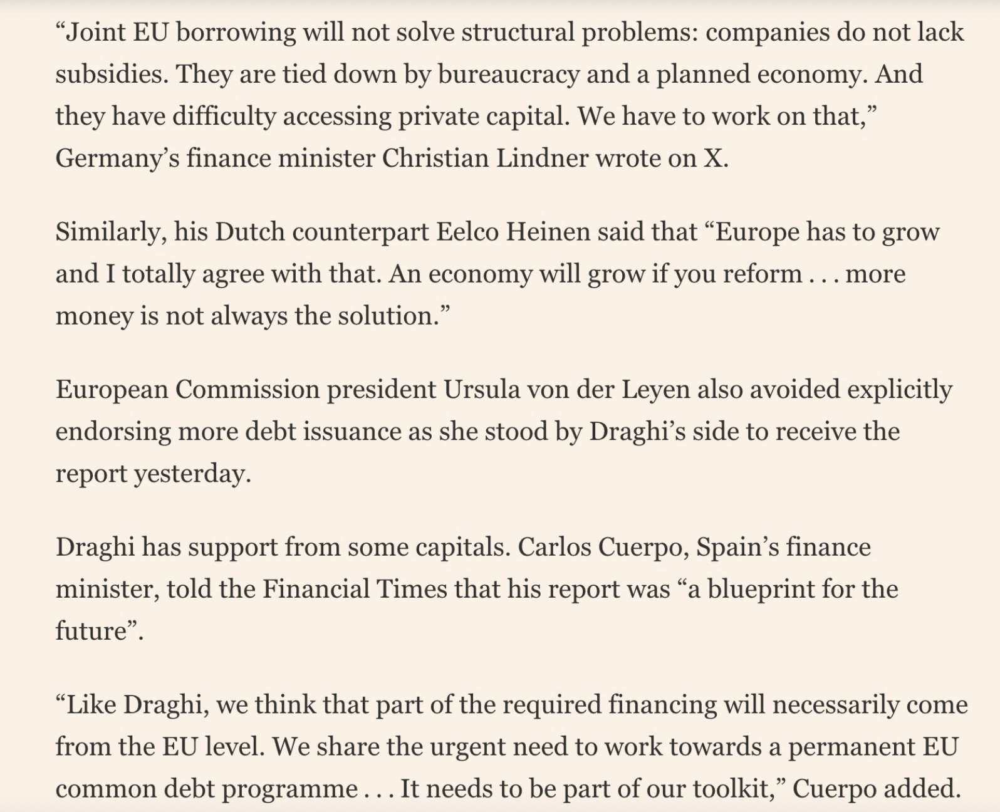 “Joint EU borrowing will not solve structural problems: companies do not lack
subsidies. They are tied down by bureaucracy and a planned economy. And
they have difficulty accessing private capital. We have to work on that,”
Germany’s finance minister Christian Lindner wrote on X.
Similarly, his Dutch counterpart Eelco Heinen said that “Europe has to grow
and I totally agree with that. An economy will grow if you reform . . . more
money is not always the solution.”
European Commission president Ursula von der Leyen also avoided explicitly
endorsing more debt issuance as she stood by Draghi’s side to receive the
report yesterday.
Draghi has support from some capitals. Carlos Cuerpo, Spain’s finance
minister, told the Financial Times that his report was “a blueprint for the
future”.
“Like Draghi, we think that part of the required financing will necessarily come
from the EU level. We share the urgent need to work towards a permanent EU
common debt programme . . . It needs to be part of our toolkit,” Cuerpo added.